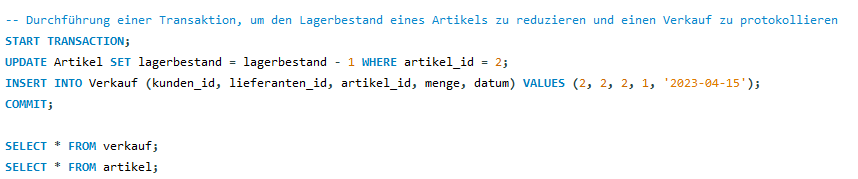 -- Durchführung einer Transaktion, um den Lagerbestand eines Artikels zu reduzieren und einen Verkauf zu protokollieren
START TRANSACTION;
UPDATE Artikel SET lagerbestand = lagerbestand - 1 WHERE artikel_id = 2;
INSERT INTO Verkauf (kunden_id, lieferanten_id, artikel_id, menge, datum) VALUES (2, 2, 2, 1, '2023-04-15');
COMMIT;

SELECT * FROM verkauf;
SELECT * FROM artikel;